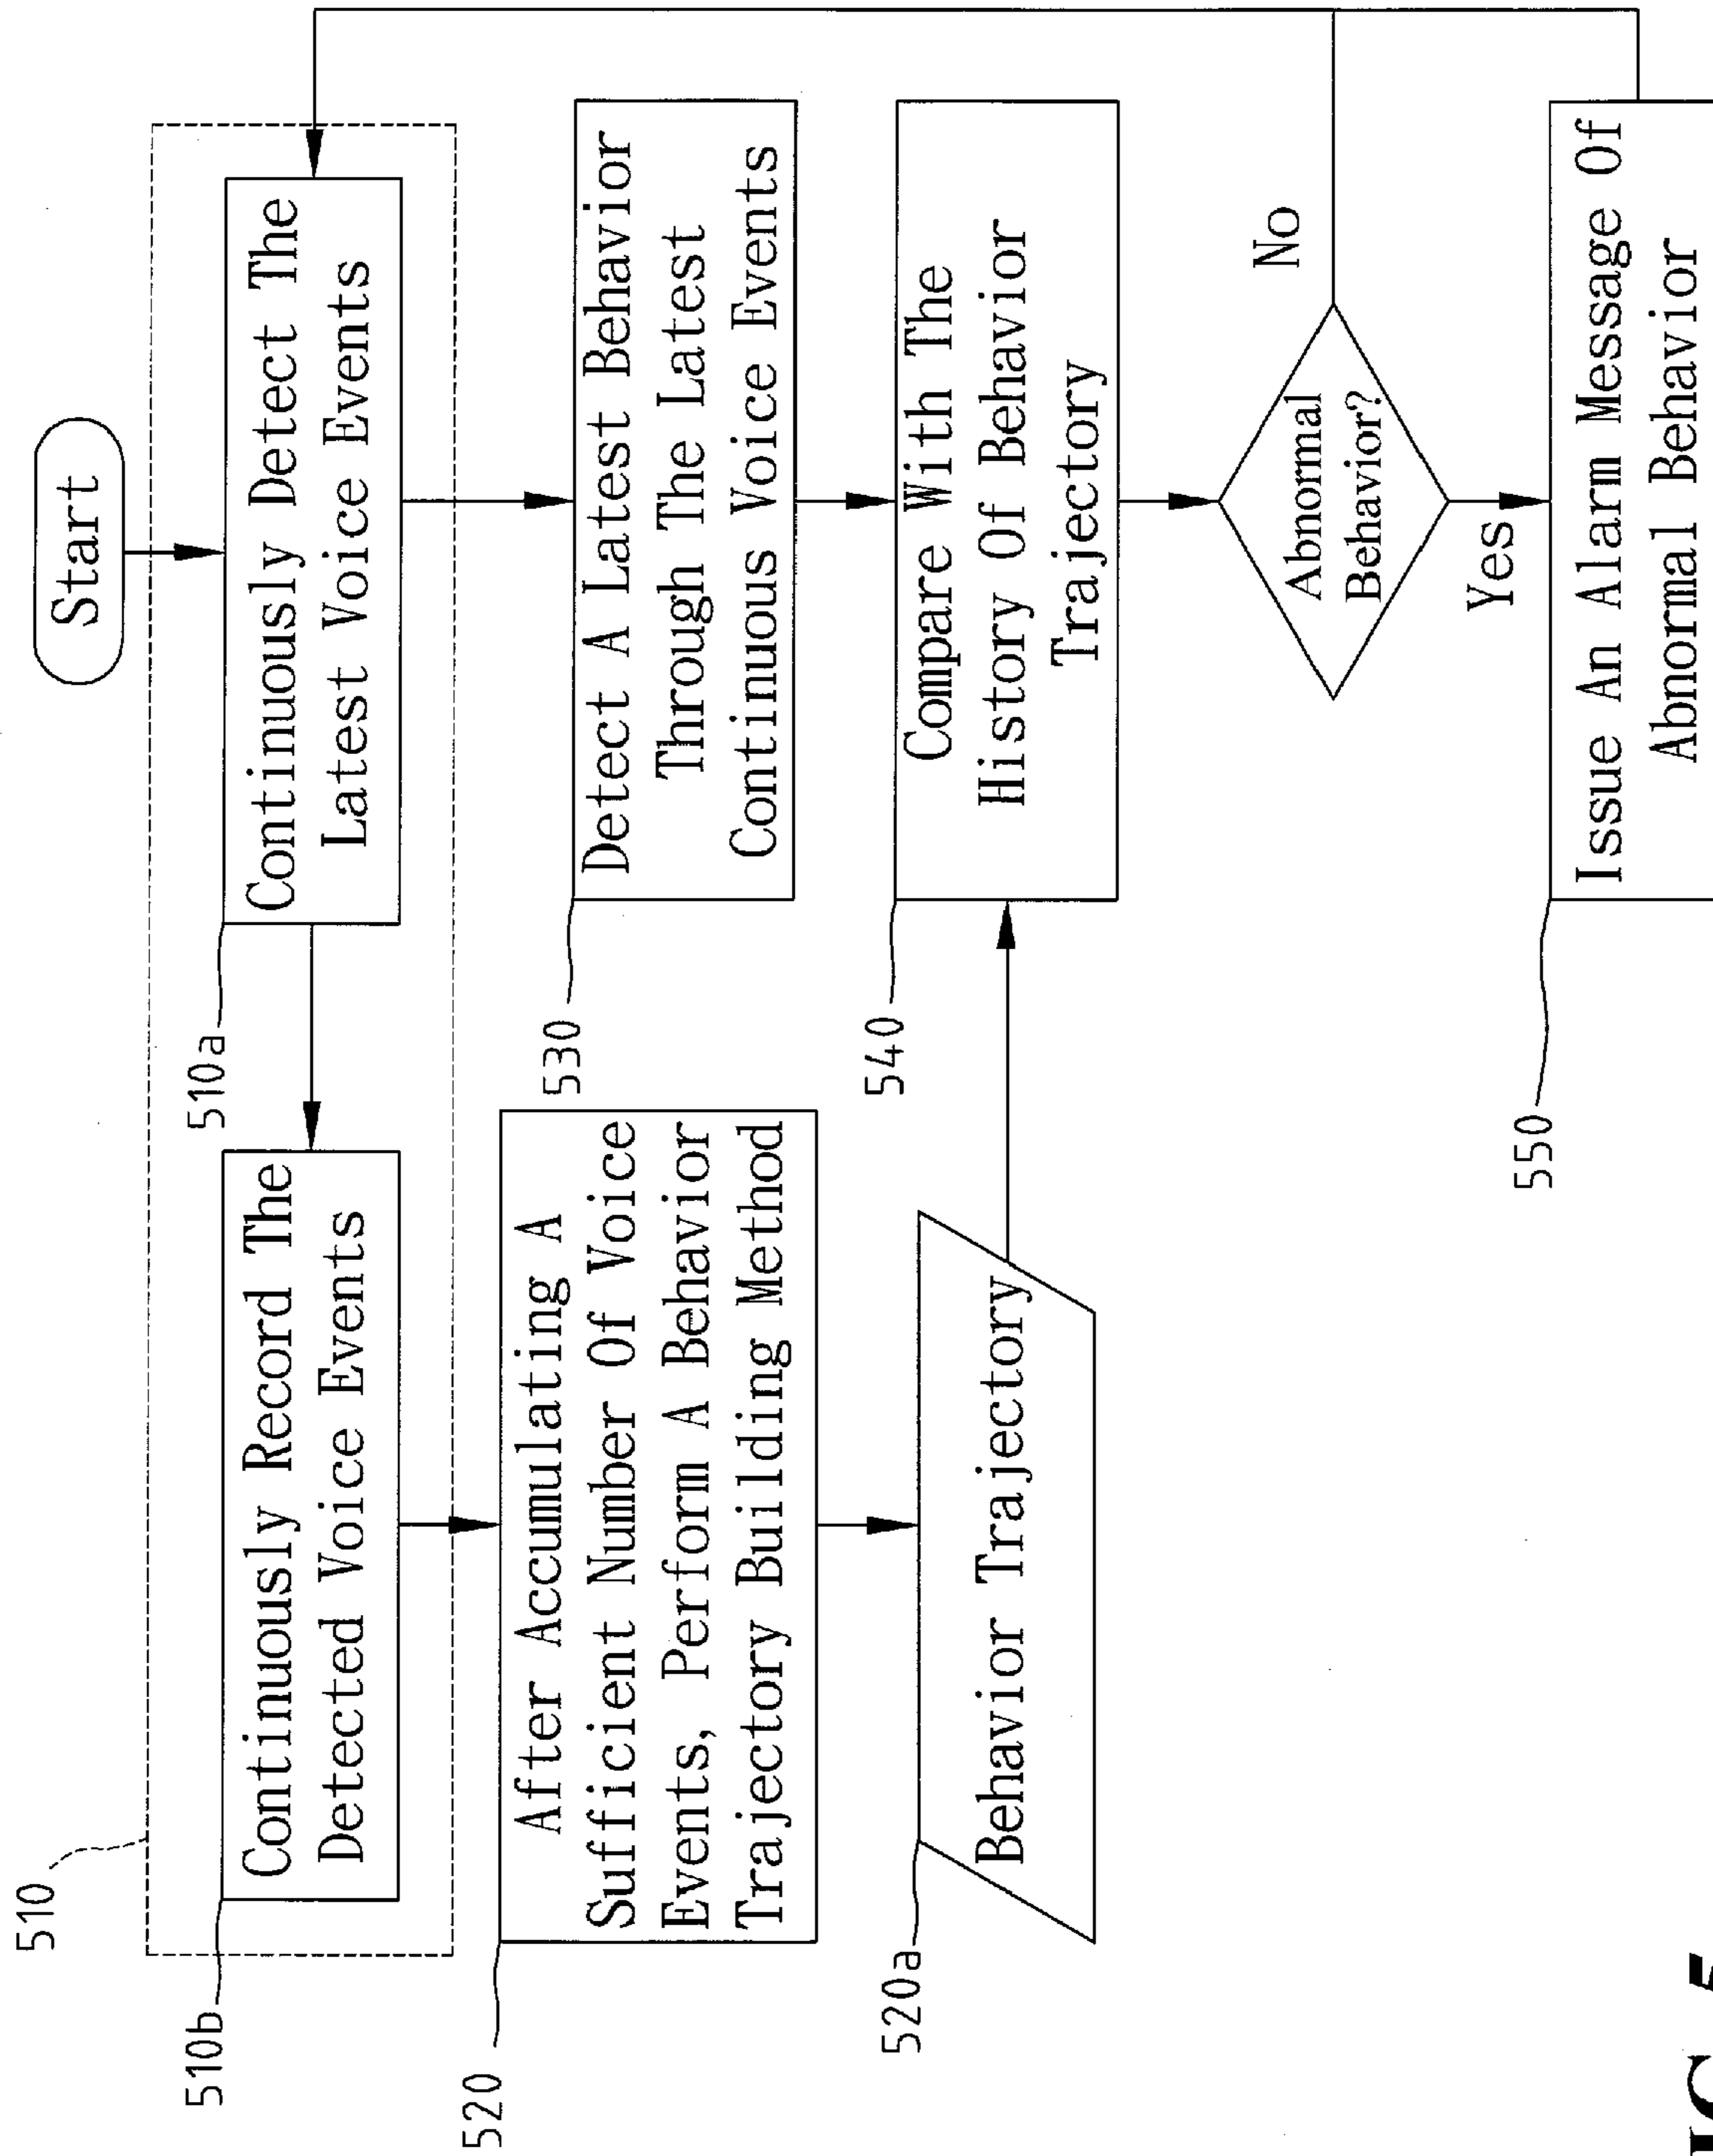 Start
510
510a
Continuously Detect The
Latest Voice Events
510b
Continuously Record The
Detected Voice Events
520
After Accumulating A
Sufficient Number Of Voice
Events, Perform A Behavior
Trajectory Building Method
530
Detect A Latest Behavior
Through The Latest
Continuous Voice Events
520a
Behavior Trajectory
540
Compare With The
History Of Behavior
Trajectory
Abnormal
Behavior?
No
Yes
550
Issue An Alarm Message Of
Abnormal Behavior
IG. 5